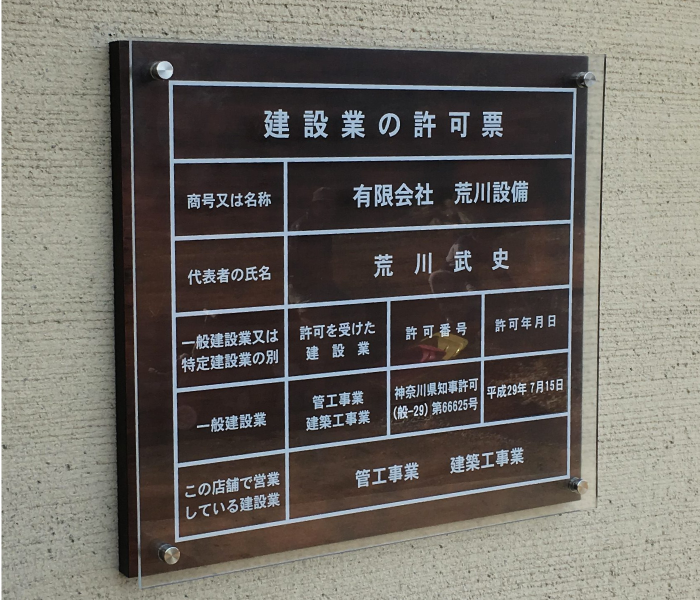 建設業の許可票
商号又は名称
有限会社 荒川設備
代表者の氏名
荒川武史
一般建設業又は
特定建設業の別
許可を受けた
建設業
許可番号
許可年月日
一般建設業
管工事業
建築工事業
神奈川県知事許可
(般-29) 第66625号
平成29年 7月15日
この店舗で営業
している建設業
管工事業 建築工事業